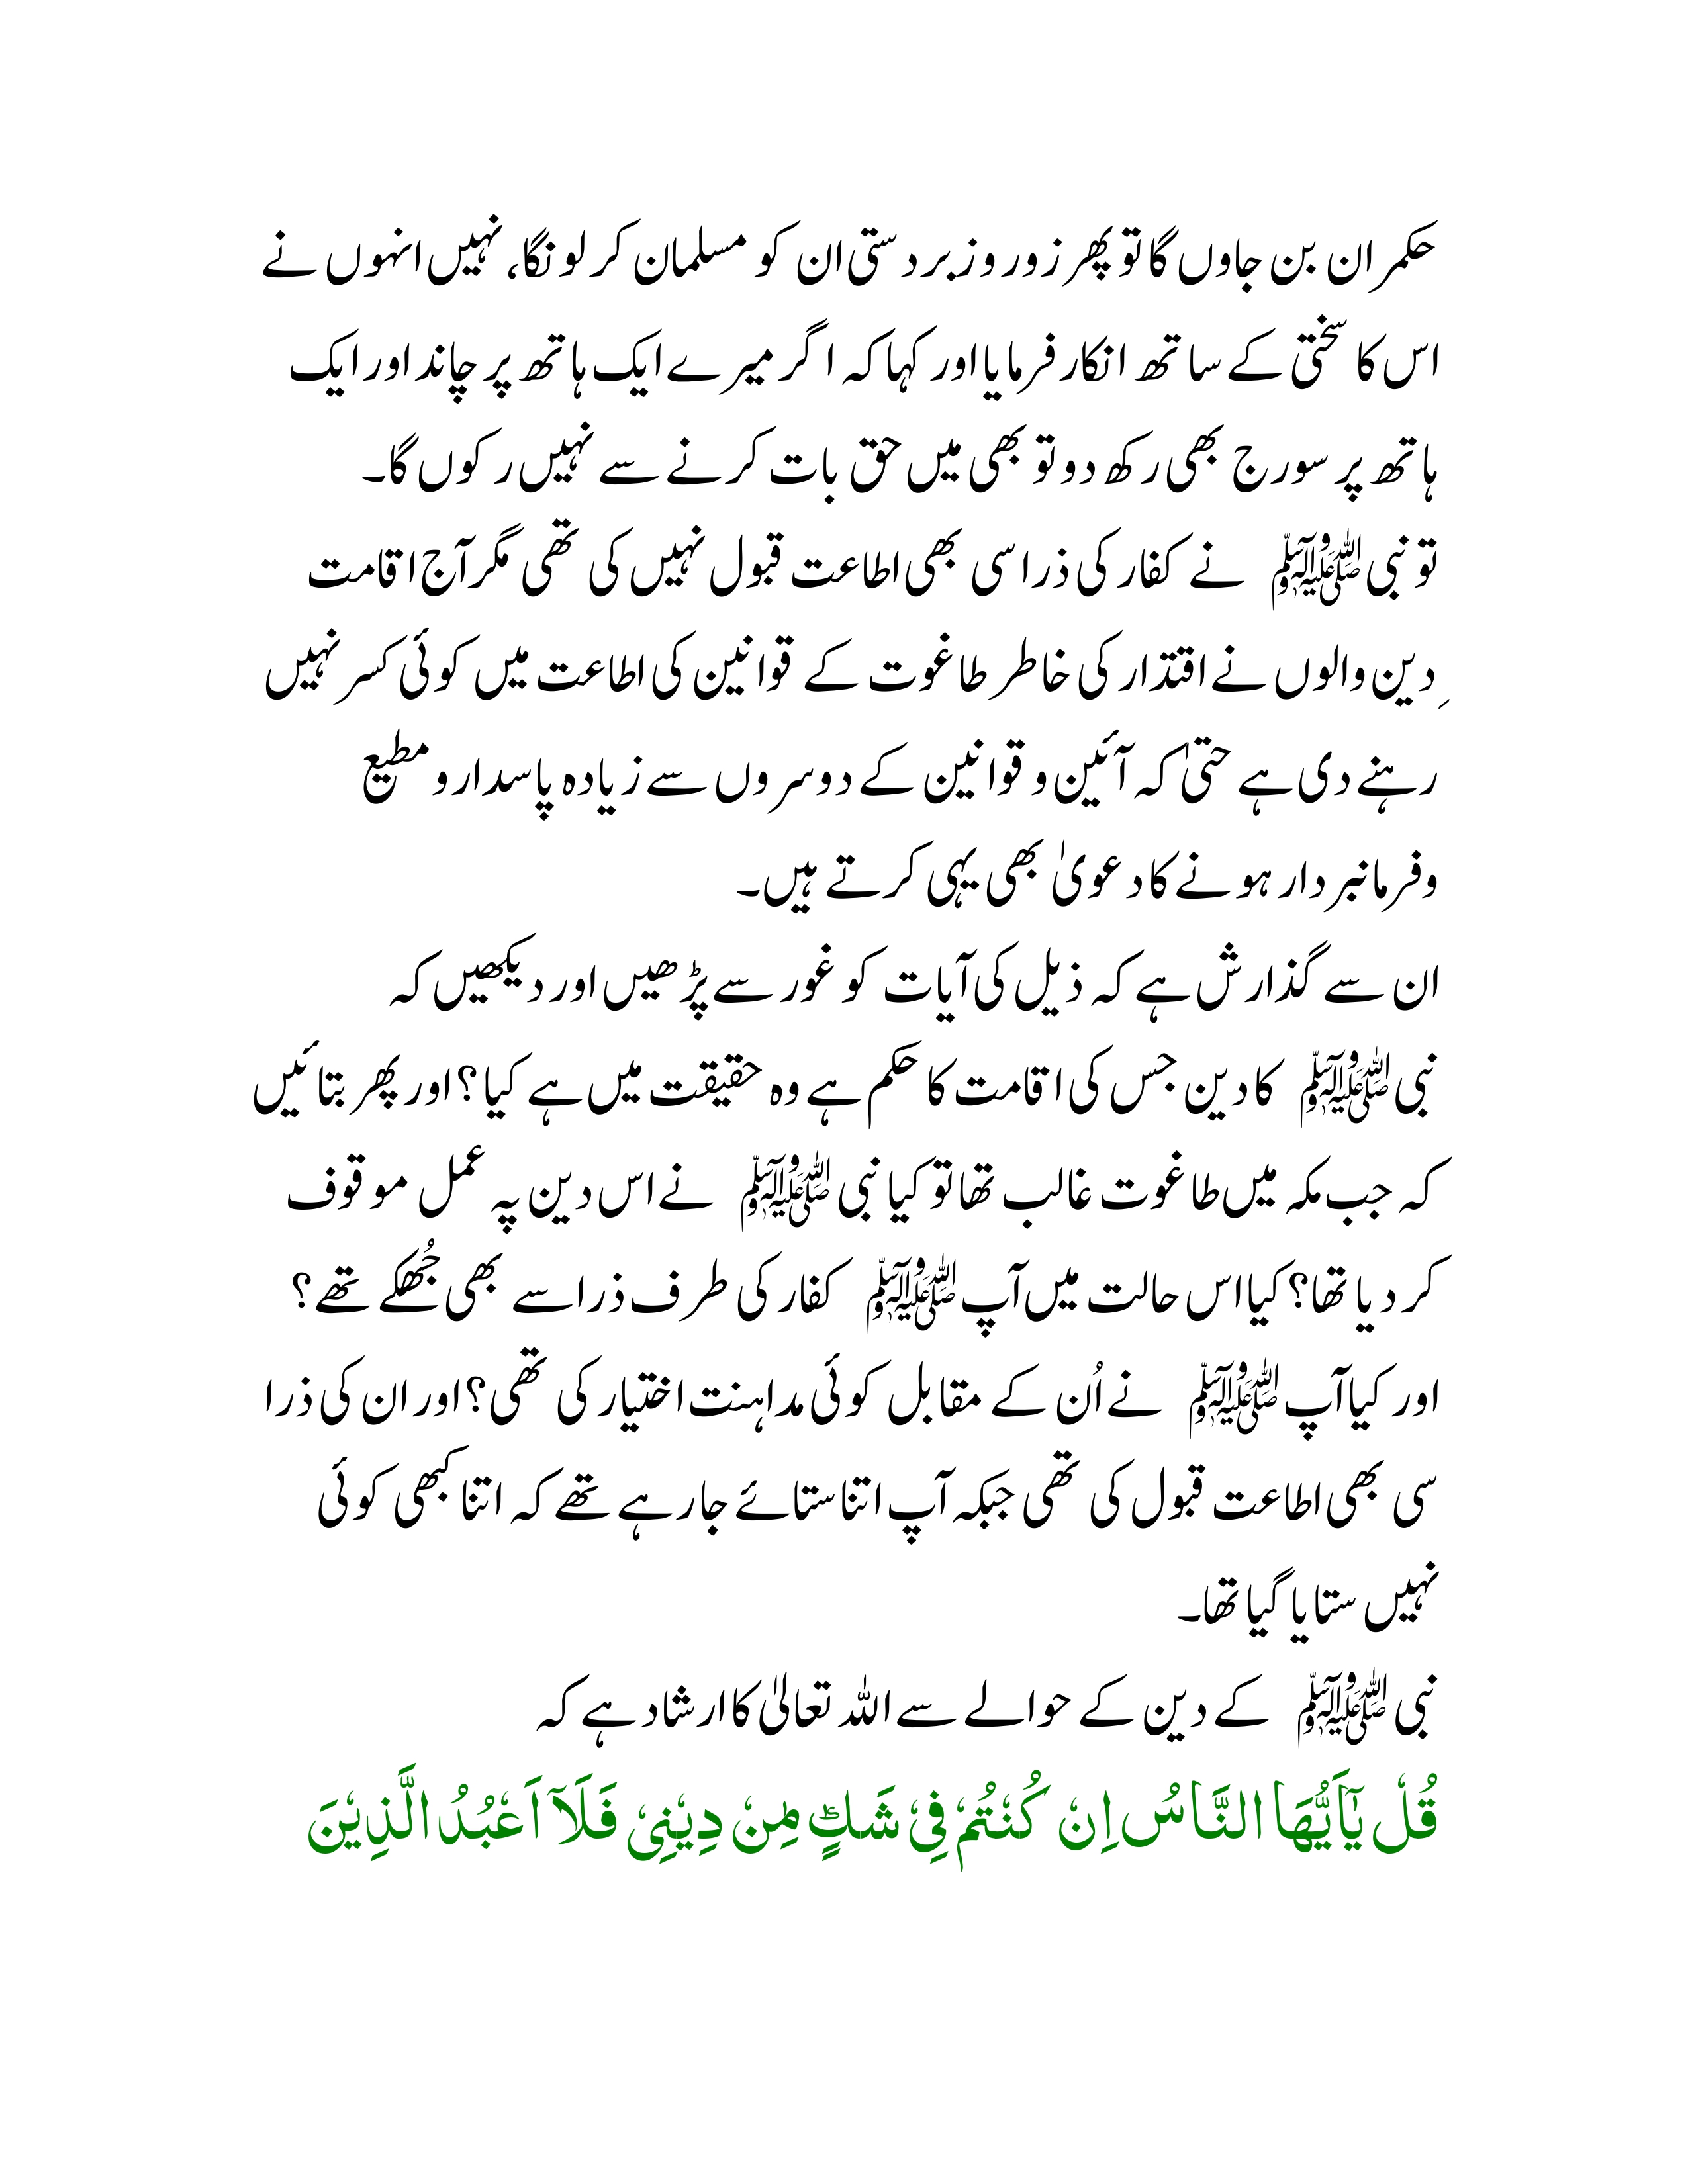 حکمران بن جاوں گا تو پھر زور و زبردستی ان کو مسلمان کر لونگا، نہیں انہوں نے
اس کا سختی کے ساتھ انکار فرمایا اور کہا کہ اگر میرے ایک ہاتھ پر چاند اور ایک
ہاتھ پر سورج بھی رکھ دو تو بھی میں حق بات کرنے سے نہیں رکوں گا۔
تو نبی ﷺ نے کفار کی ذرا سی بھی اطاعت قبول نہیں کی تھی مگر آج اقامت
ِدین والوں نے اقتدار کی خاطر طاغوت کے قوانین کی اطاعت میں کوئی کسر نہیں
رہنے دی ہے حتیٰ کہ آئین و قوانین کے دوسروں سے زیادہ پاسدار و مطیع
وفرمانبردار ہونے کا دعویٰ بھی یہی کرتے ہیں۔
ان سے گذارش ہے کہ ذیل کی آیات کو غور سے پڑھیں اور دیکھیں کہ
نبی ﷺ کا دین جس کی اقامت کا حکم ہے وہ حقیقت میں ہے کیا؟ اور پھر بتائیں
کہ جب مکہ میں طاغوت غالب تھا تو کیا نبی ﷺ نے اس دین پہ عمل موقوف
کر دیا تھا؟ کیا اس حالت میں آپ ﷺ کفار کی طرف ذرا سے بھی جُھکے تھے؟
اور کیا آپ ﷺ نے اُن کے مقابل کوئی مداہنت اختیار کی تھی؟ اور ان کی ذرا
سی بھی اطاعت قبول کی تھی جبکہ آپ اتنا ستائے جا رہے تھے کہ اتنا کبھی کوئی
نہیں ستایا گیا تھا۔
نبی ﷺ کے دین کے حوالے سے اللہ تعالیٰ کا ارشاد ہے کہ
قُلْ يٰٓاَيُّهَا النَّاسُ اِنْ كُنْتُمْ فِيْ شَكٍّ مِّنْ دِيْنِيْ فَلَآ اَعْبُدُ الَّذِيْنَ